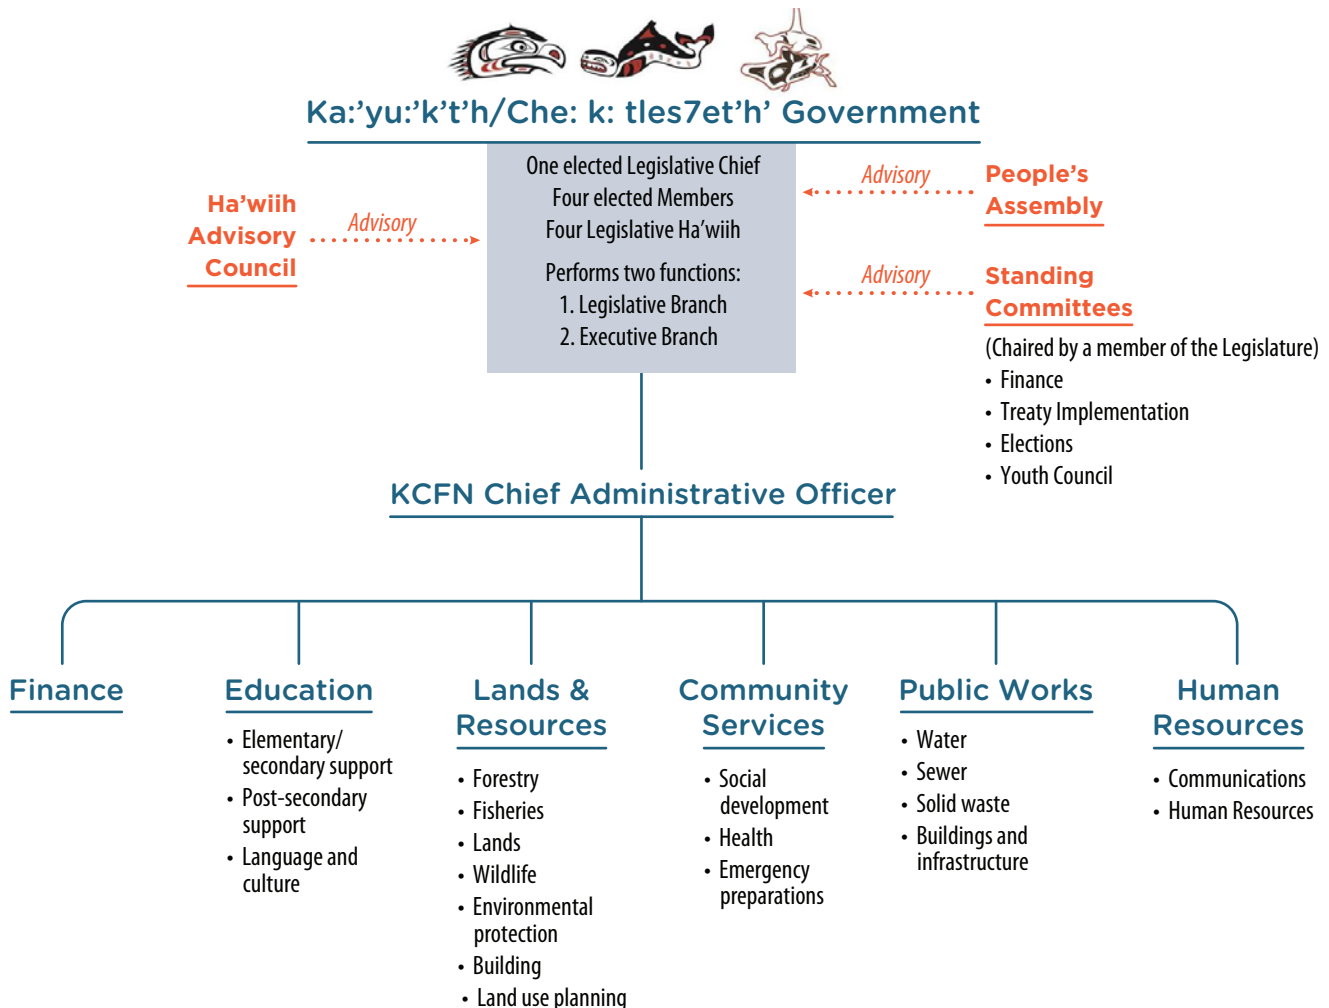 Ka:’yu:’k’t’h/Che: k: tles7et’h’ Government
One elected Legislative Chief
Four elected Members
Four Legislative Ha’wiih
Performs two functions:
1. Legislative Branch
2. Executive Branch
Ha’wiih
Advisory
Council
Advisory
Advisory
People’s
Assembly
Advisory
Standing
Committees
(Chaired by a member of the Legislature)
• Finance
• Treaty Implementation
• Elections
• Youth Council
KCFN Chief Administrative Officer
Finance
Education
• Elementary/
secondary support
• Post-secondary
support
• Language and
culture
Lands &
Resources
• Forestry
• Fisheries
• Lands
• Wildlife
• Environmental
protection
• Building
• Land use planning
Community
Services
• Social
development
• Health
• Emergency
preparations
Public Works
• Water
• Sewer
• Solid waste
• Buildings and
infrastructure
Human
Resources
• Communications
• Human Resources